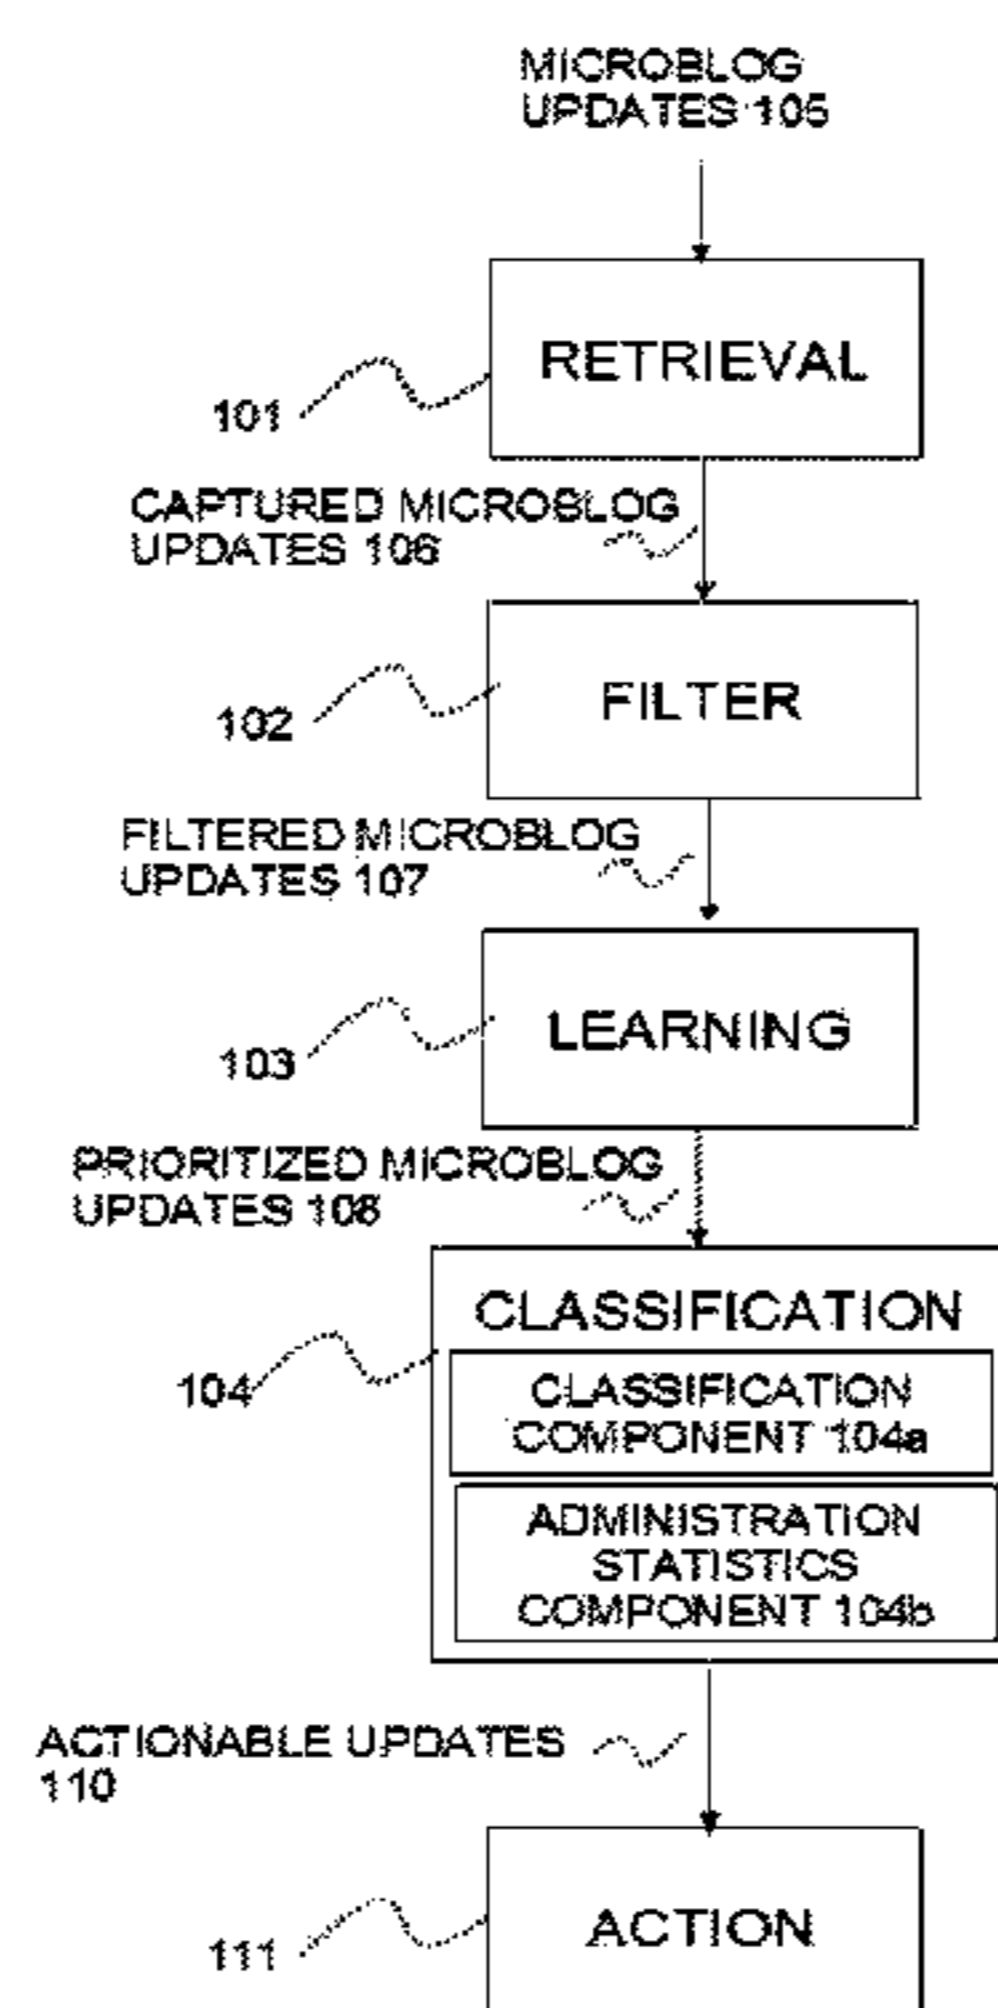 MICROBLOG
UPDATES 105
RETRIEVAL
101
CAPTURED MICROBLOG
UPDATES 106
FILTER
102
FILTERED MICROBLOG
UPDATES 107
LEARNING
103
PRIORITIZED MICROBLOG
UPDATES 108
CLASSIFICATION
104
CLASSIFICATION
COMPONENT 104a
ADMINISTRATION
STATISTICS
COMPONENT 104b
ACTIONABLE UPDATES
110
ACTION
111